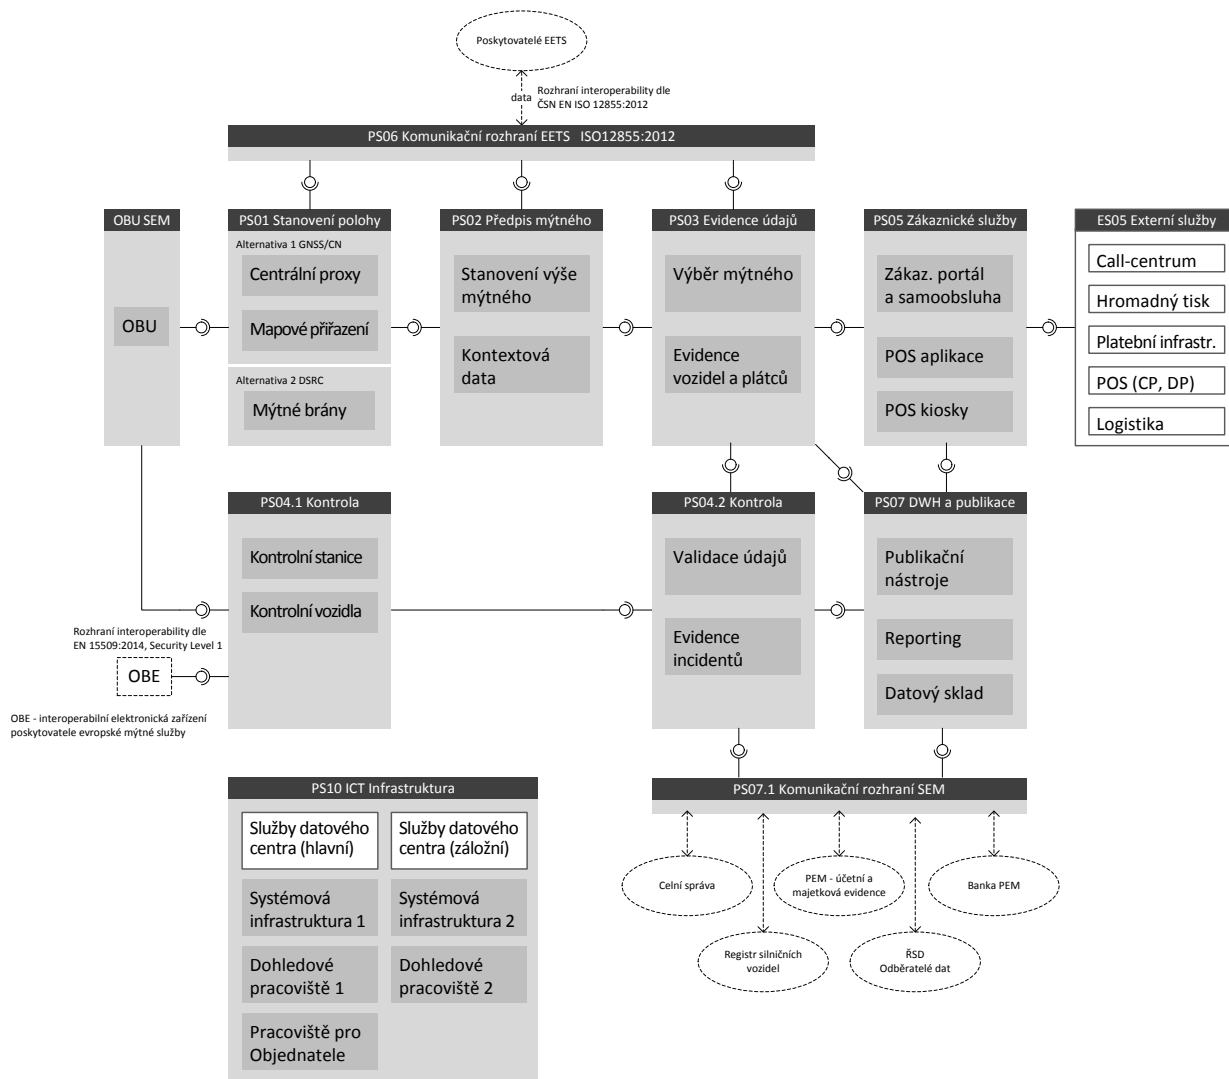 Poskytovatelé EETS
data
Rozhraní interoperability dle
ČSN EN ISO 12855:2012
PS06 Komunikační rozhraní EETS ISO12855:2012
OBU SEM
OBU
PS01 Stanovení polohy
Alternativa 1 GNSS/CN
Centrální proxy
Mapové přiřazení
Alternativa 2 DSRC
Mýtné brány
PS02 Předpis mýtného
Stanovení výše
mýtného
Kontextová
data
PS03 Evidence údajů
Výběr mýtného
Evidence
vozidel a plátců
PS05 Zákaznické služby
Zákaz. portál
a samoobsluha
POS aplikace
POS kiosky
ES05 Externí služby
Call-centrum
Hromadný tisk
Platební infrastr.
POS (CP, DP)
Logistika
PS04.1 Kontrola
Kontrolní stanice
Kontrolní vozidla
PS04.2 Kontrola
Validace údajů
Evidence
incidentů
PS07 DWH a publikace
Publikační
nástroje
Reporting
Datový sklad
Rozhraní interoperability dle
EN 15509:2014, Security Level 1
OBE
OBE - interoperabilní elektronická zařízení
poskytovatele evropské mýtné služby
PS10 ICT Infrastruktura
Služby datového
centra (hlavní)
Služby datového
centra (záložní)
Systémová
infrastruktura 1
Systémová
infrastruktura 2
Dohledové
pracoviště 1
Dohledové
pracoviště 2
Pracoviště pro
Objednatele
PS07.1 Komunikační rozhraní SEM
Celní správa
PEM - účetní a
majetková evidence
Banka PEM
Registr silničních
vozidel
ŘSD
Odběratelé dat